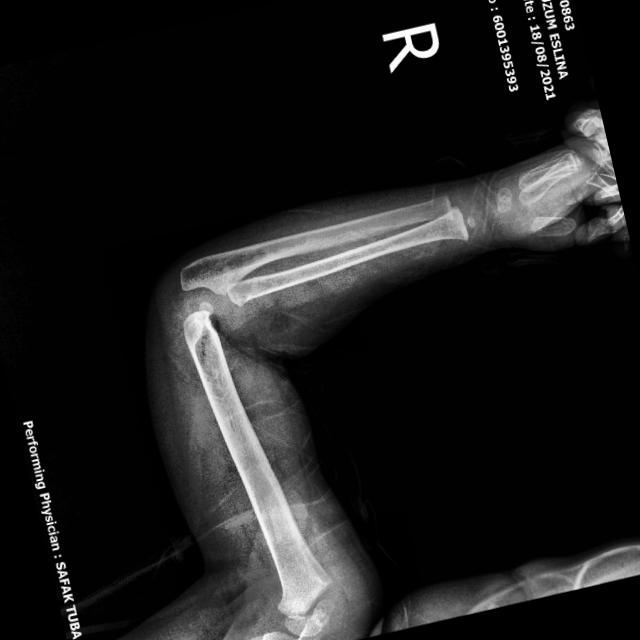 R
0863
ZUM ESLINA
: 6001395393
te : 18/08/2021
Performing Physician : SAFAK TUBA